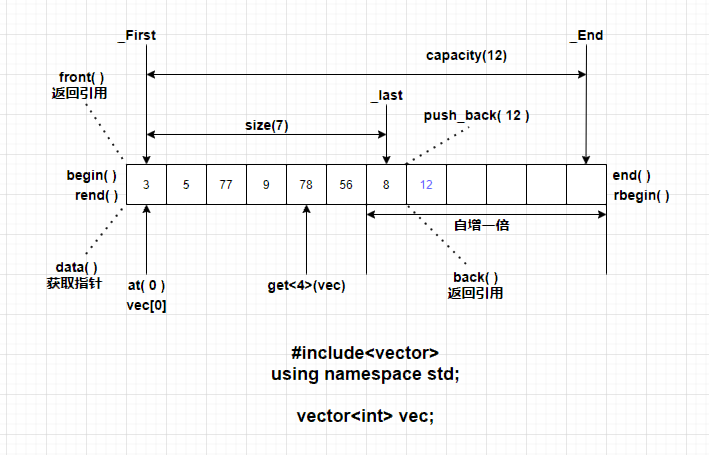 _First
_End
capacity(12)
front( )
返回引用
_last
size(7)
push_back( 12 )
begin( )
rend( )
3 5 77 9 78 56 8 12
end( )
rbegin( )
自增一倍
data( )
获取指针
at( 0 )
vec[0]
get<4>(vec)
back( )
返回引用
#include<vector>
using namespace std;
vector<int> vec;